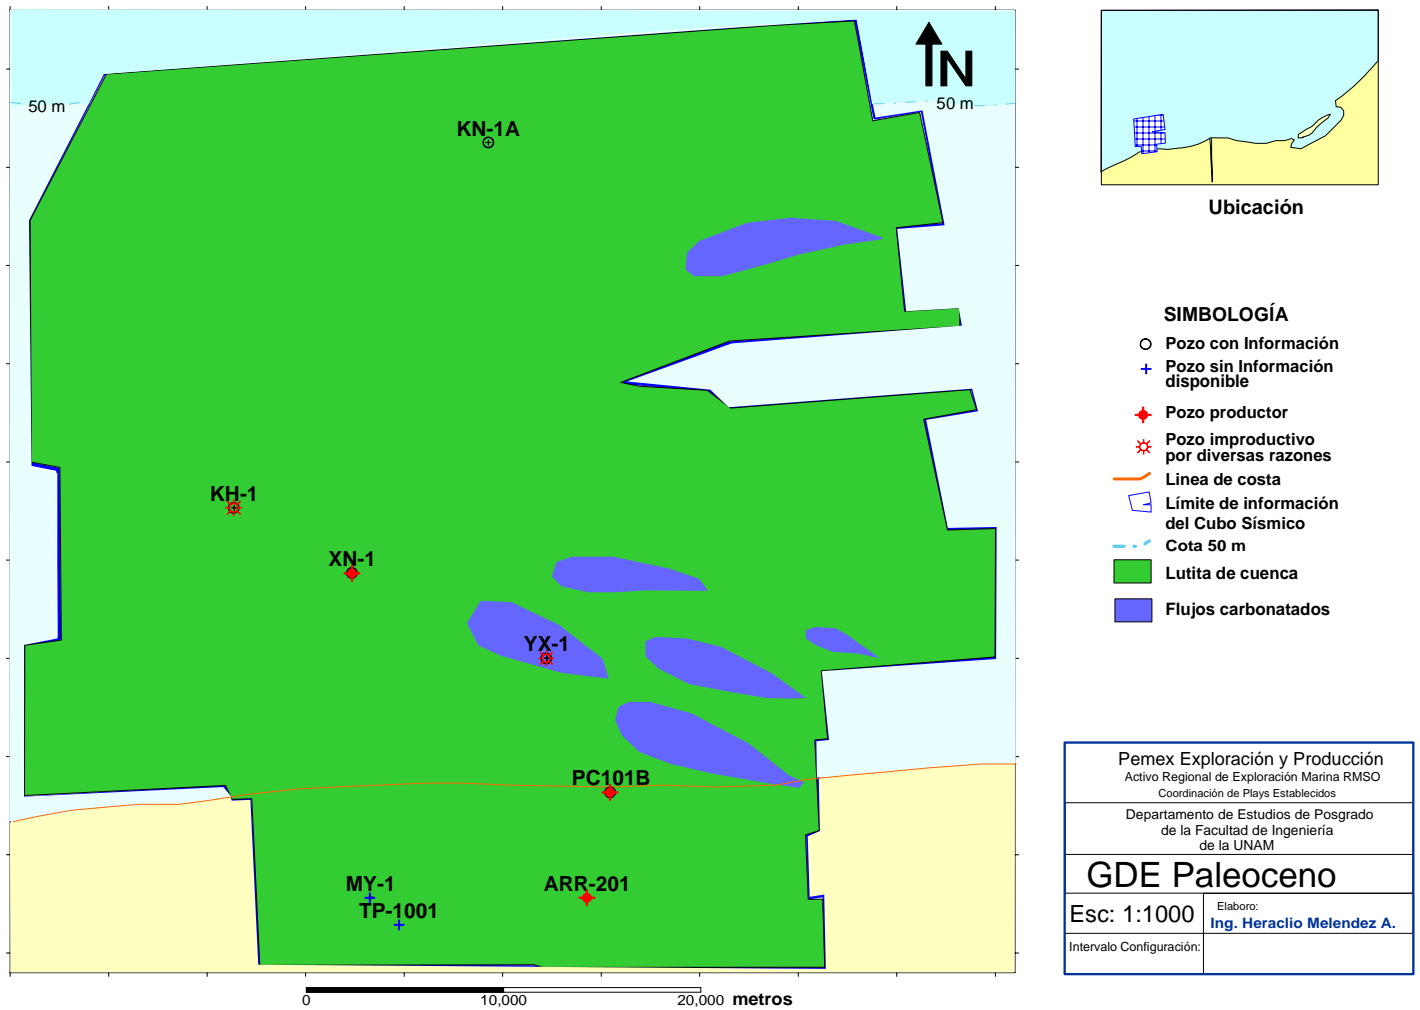 50 m
50 m
N
KN-1A
KH-1
XN-1
YX-1
PC101B
MY-1
TP-1001
ARR-201
0
10,000
20,000 metros
Ubicación
SIMBOLOGÍA
Pozo con Información
Pozo sin Información
disponible
Pozo productor
Pozo improductivo
por diversas razones
Linea de costa
Límite de información
del Cubo Sísmico
Cota 50 m
Lutita de cuenca
Flujos carbonatados
Pemex Exploración y Producción
Activo Regional de Exploración Marina RMSO
Coordinación de Plays Establecidos
Departamento de Estudios de Posgrado
de la Facultad de Ingeniería
de la UNAM
GDE Paleoceno
Esc: 1:1000
Elaboro:
Ing. Heraclio Melendez A.
Intervalo Configuración: